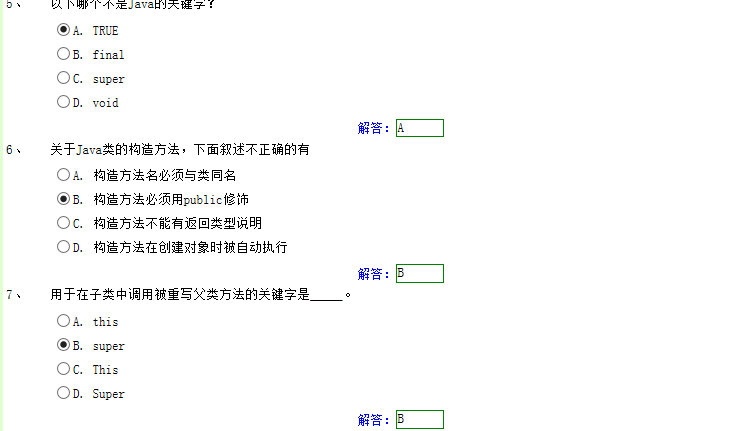 5、 以下哪个不是Java的关键字?
A. TRUE
B. final
C. super
D. void
解答: A
6、 关于Java类的构造方法，下面叙述不正确的有
A. 构造方法名必须与类同名
B. 构造方法必须用public修饰
C. 构造方法不能有返回类型说明
D. 构造方法在创建对象时被自动执行
解答: B
7、 用于在子类中调用被重写父类方法的关键字是_____。
A. this
B. super
C. This
D. Super
解答: B